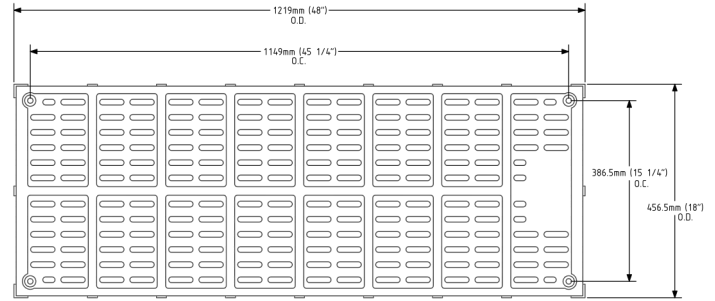 1219mm (48")
O.D.
1149mm (45 1/4")
O.C.
386.5mm (15 1/4")
O.C.
456.5mm (18")
O.D.